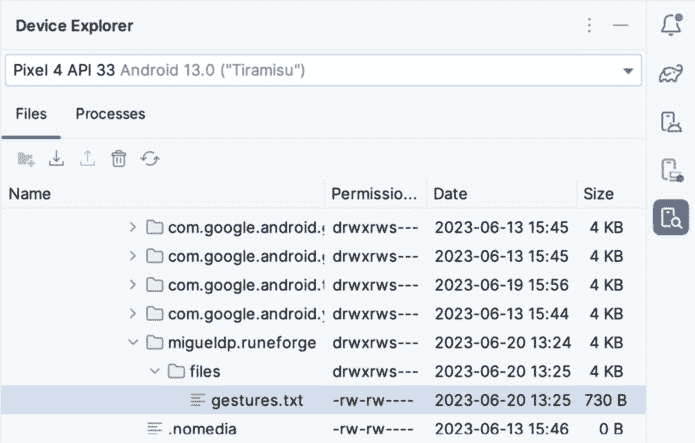 Device Explorer
Pixel 4 API 33 Android 13.0 ("Tiramisu")
Files Processes
Name Permissio... Date Size
com.google.android.g drwxrws--- 2023-06-13 15:45 4 KB
com.google.android.g drwxrws--- 2023-06-13 15:45 4 KB
com.google.android.t drwxrws--- 2023-06-19 15:56 4 KB
com.google.android.y drwxrws--- 2023-06-13 15:44 4 KB
migueldp.runeforge drwxrws--- 2023-06-20 13:24 4 KB
files drwxrws--- 2023-06-20 13:25 4 KB
gestures.txt -rw-rw---- 2023-06-20 13:25 730 B
.nomedia -rw-rw---- 2023-06-13 15:46 0 B